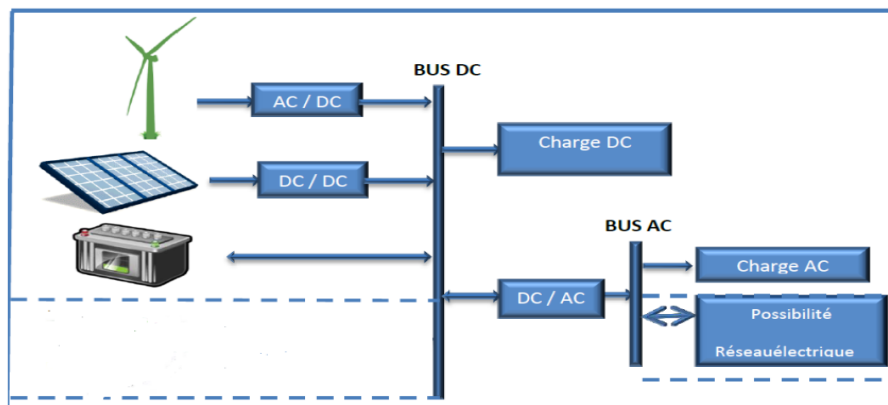 BUS DC
AC / DC
Charge DC
DC / DC
BUS AC
Charge AC
DC / AC
Possibilité
Réseauélectrique